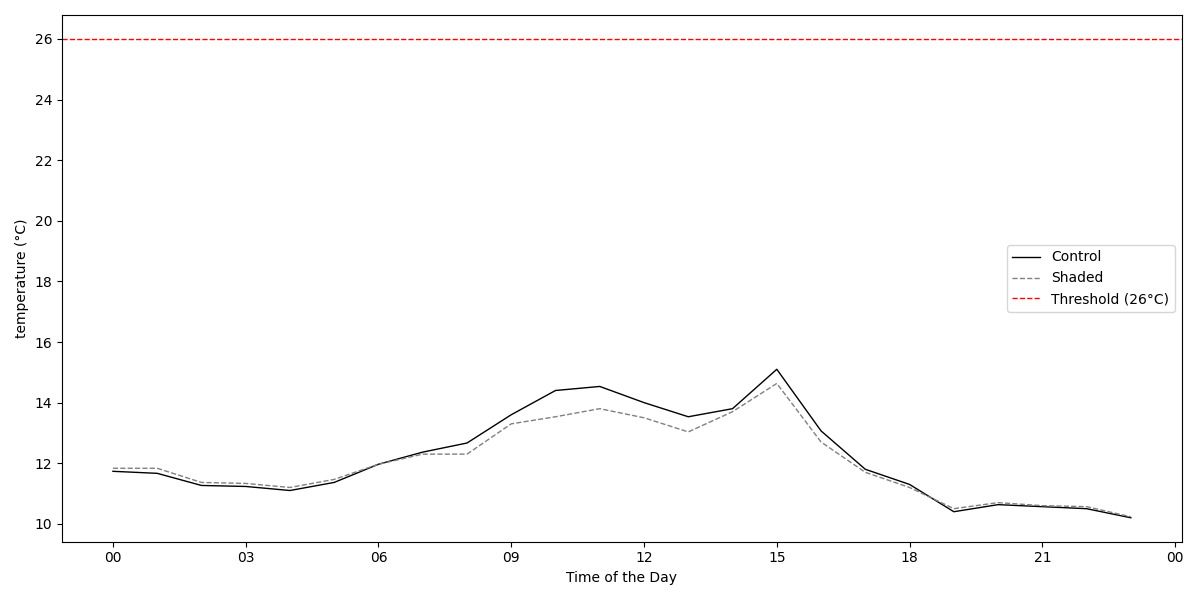 26
24
22
20
18
16
14
12
10
temperature (°C)
Control
Shaded
Threshold (26°C)
00 03 06 09 12 15 18 21 00
Time of the Day